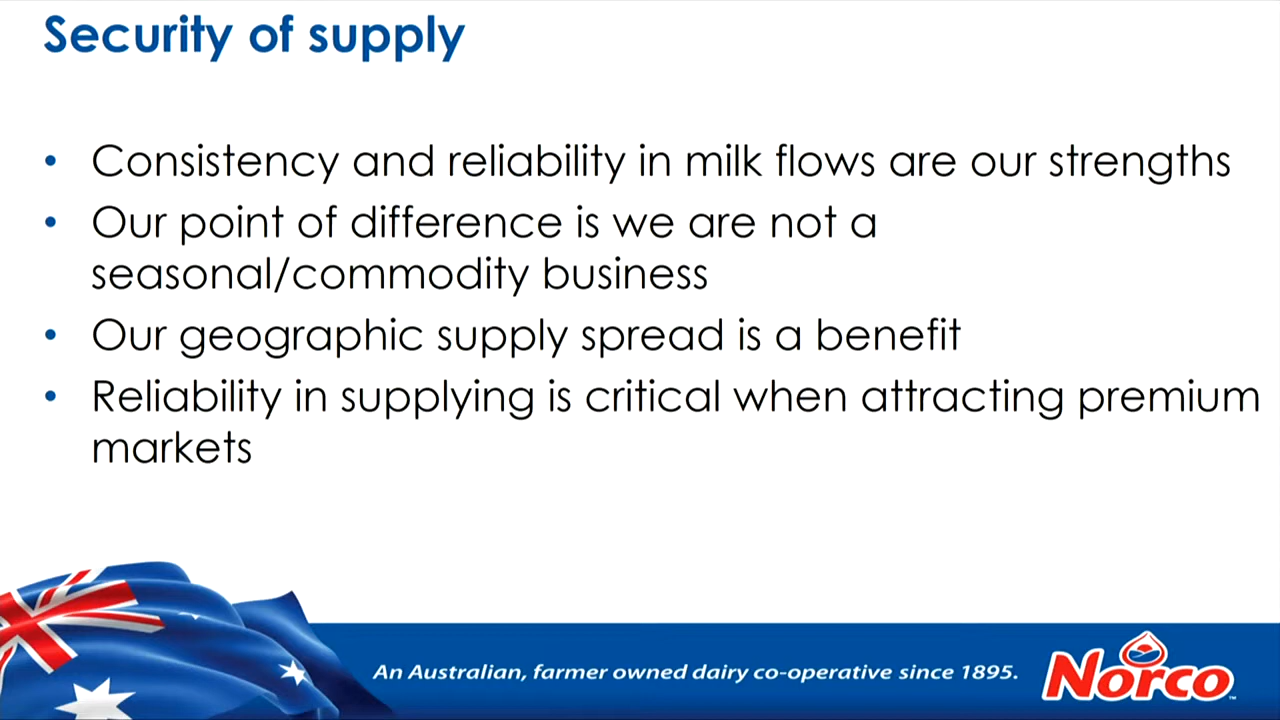 Security of supply
• Consistency and reliability in milk flows are our strengths
• Our point of difference is we are not a
seasonal/commodity business
• Our geographic supply spread is a benefit
• Reliability in supplying is critical when attracting premium
markets
An Australian, farmer owned dairy co-operative since 1895.
Norco™